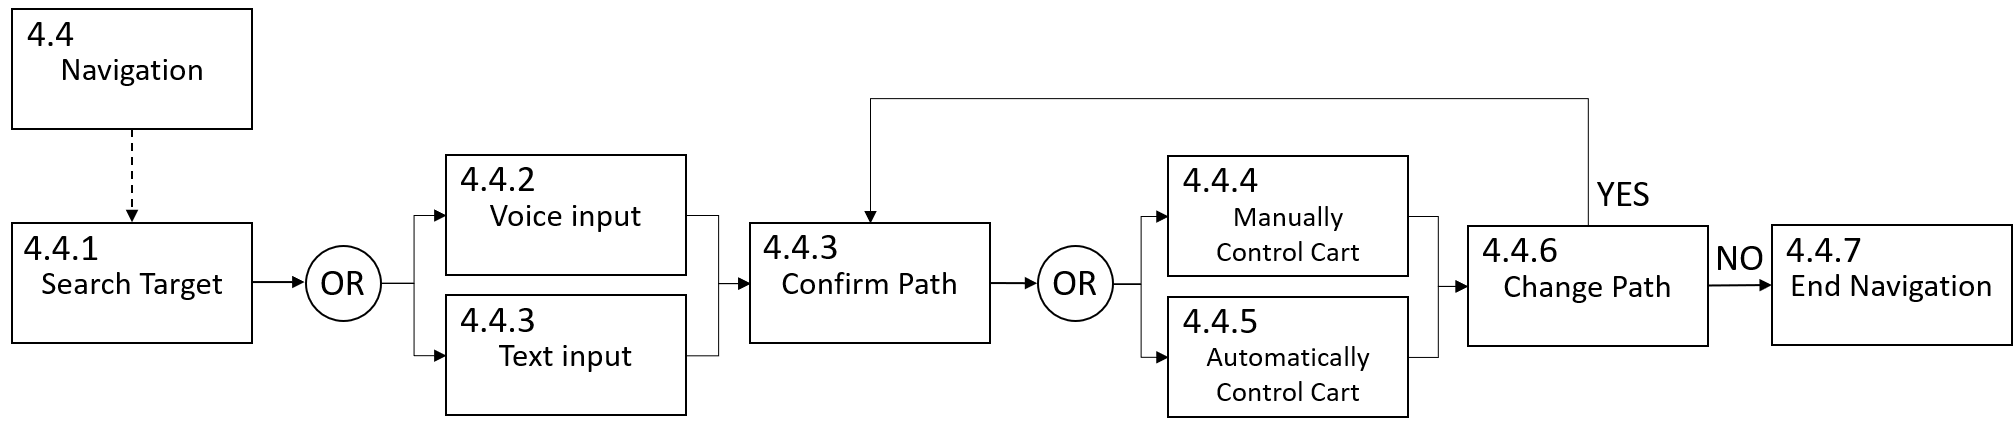 4.4
Navigation
4.4.1
Search Target
OR
4.4.2
Voice input
4.4.3
Text input
4.4.3
Confirm Path
OR
4.4.4
Manually
Control Cart
4.4.5
Automatically
Control Cart
4.4.6
Change Path
YES
NO
4.4.7
End Navigation